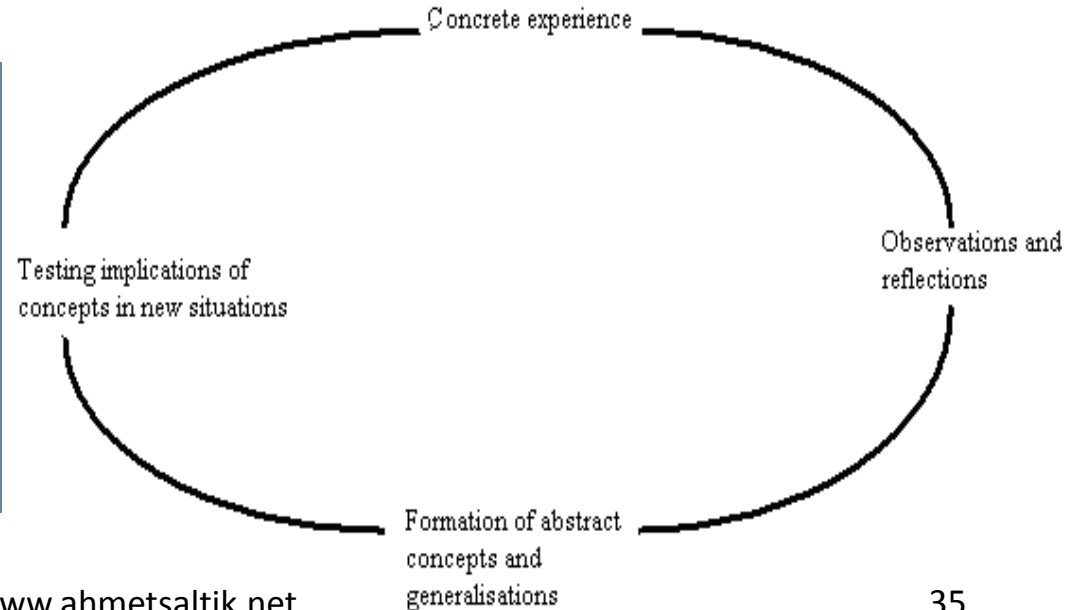 Concrete experience
Observations and
reflections
Testing implications of
concepts in new situations
Formation of abstract
concepts and
generalisations
ww.ahmetsaltik.net
35